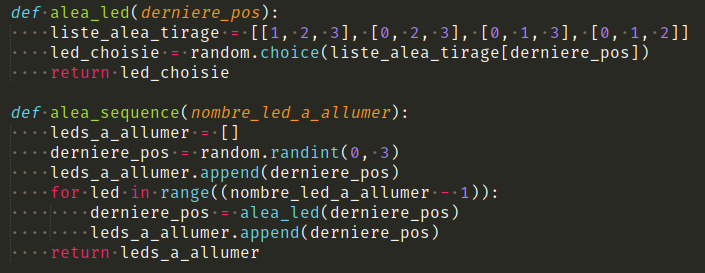 def alea_led(derniere_pos):
    liste_alea_tirage = [[1, 2, 3], [0, 2, 3], [0, 1, 3], [0, 1, 2]]
    led_choisie = random.choice(liste_alea_tirage[derniere_pos])
    return led_choisie

def alea_sequence(nombre_led_a_allumer):
    leds_a_allumer = []
    derniere_pos = random.randint(0, 3)
    leds_a_allumer.append(derniere_pos)
    for led in range((nombre_led_a_allumer - 1)):
        derniere_pos = alea_led(derniere_pos)
        leds_a_allumer.append(derniere_pos)
    return leds_a_allumer